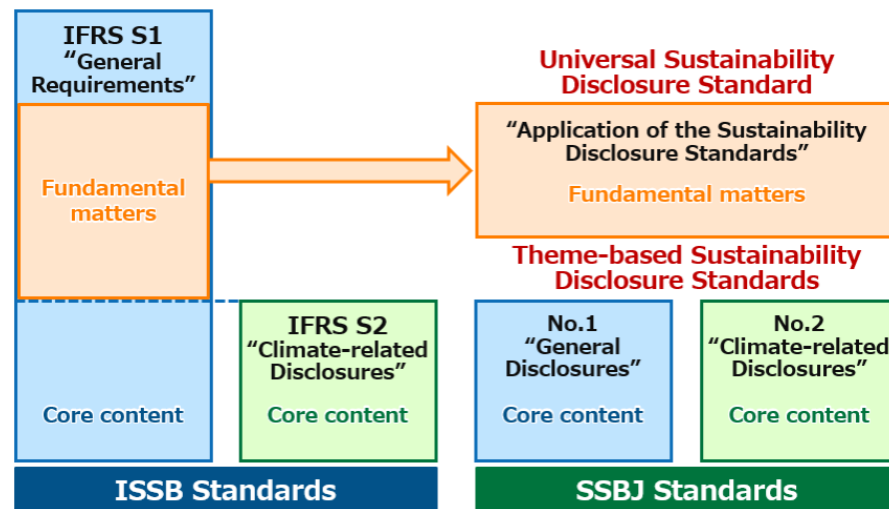 IFRS S1
“General
Requirements”
Fundamental
matters
Core content
IFRS S2
“Climate-related
Disclosures”
Core content
ISSB Standards
Universal Sustainability
Disclosure Standard
“Application of the Sustainability
Disclosure Standards”
Fundamental matters
Theme-based Sustainability
Disclosure Standards
No.1
“General
Disclosures”
Core content
No.2
“Climate-related
Disclosures”
Core content
SSBJ Standards